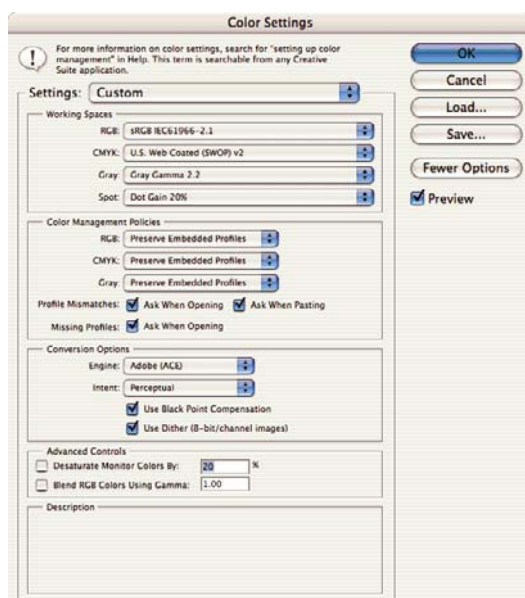 Color Settings
For more information on color settings, search for "setting up color
management" in Help. This term is searchable from any Creative
Suite application.
OK
Cancel
Load...
Save...
Fewer Options
Preview
Settings: Custom
Working Spaces
RGB: sRGB IEC61966-2.1
CMYK: U.S. Web Coated (SWOP) v2
Gray: Gray Gamma 2.2
Spot: Dot Gain 20%
Color Management Policies
RGB: Preserve Embedded Profiles
CMYK: Preserve Embedded Profiles
Gray: Preserve Embedded Profiles
Profile Mismatches: Ask When Opening Ask When Pasting
Missing Profiles: Ask When Opening
Conversion Options
Engine: Adobe (ACE)
Intent: Perceptual
Use Black Point Compensation
Use Dither (8-bit/channel images)
Advanced Controls
Desaturate Monitor Colors By: 20 %
Blend RGB Colors Using Gamma: 1.00
Description